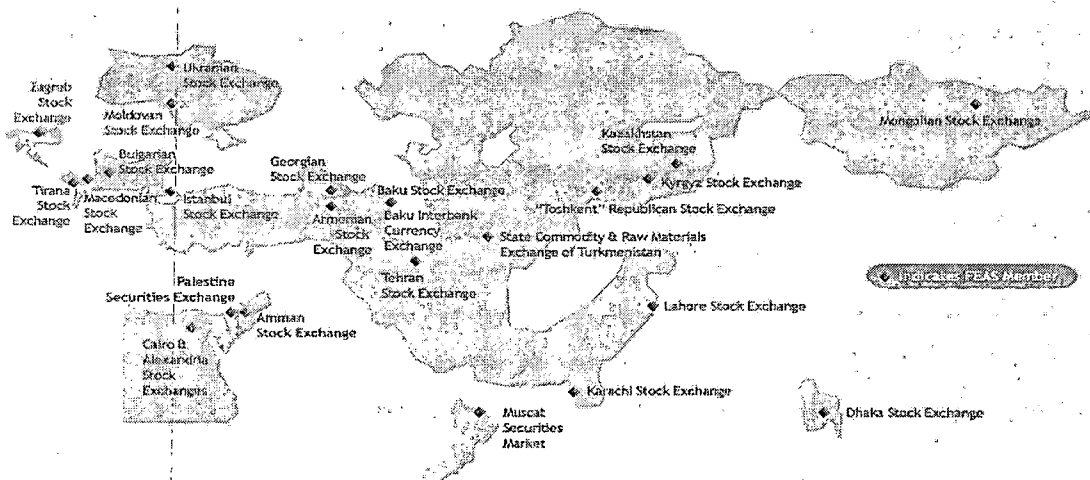 Ukranian
Stock Exchange
Zagreb
Stock
Exchange
Moldovan
Stock Exchange
Mongolian Stock Exchange
Kazakhstan
Stock Exchange
Bulgarian
Stock Exchange
Georgian
Stock Exchange
Kyrgyz Stock Exchange
Tirana
Stock
Exchange
Macedonian
Stock
Exchange
Istanbul
Stock Exchange
Baku Stock Exchange
"Toshkent" Republican Stock Exchange
Armenian
Stock
Exchange
Baku Interbank
Currency
Exchange
State Commodity & Raw Materials
Exchange of Turkmenistan
Tehran
Stock Exchange
Indicates FEAS Member
Palestine
Securities Exchange
Amman
Stock Exchange
Lahore Stock Exchange
Cairo &
Alexandria
Stock
Exchanges
Karachi Stock Exchange
Muscat
Securities
Market
Dhaka Stock Exchange